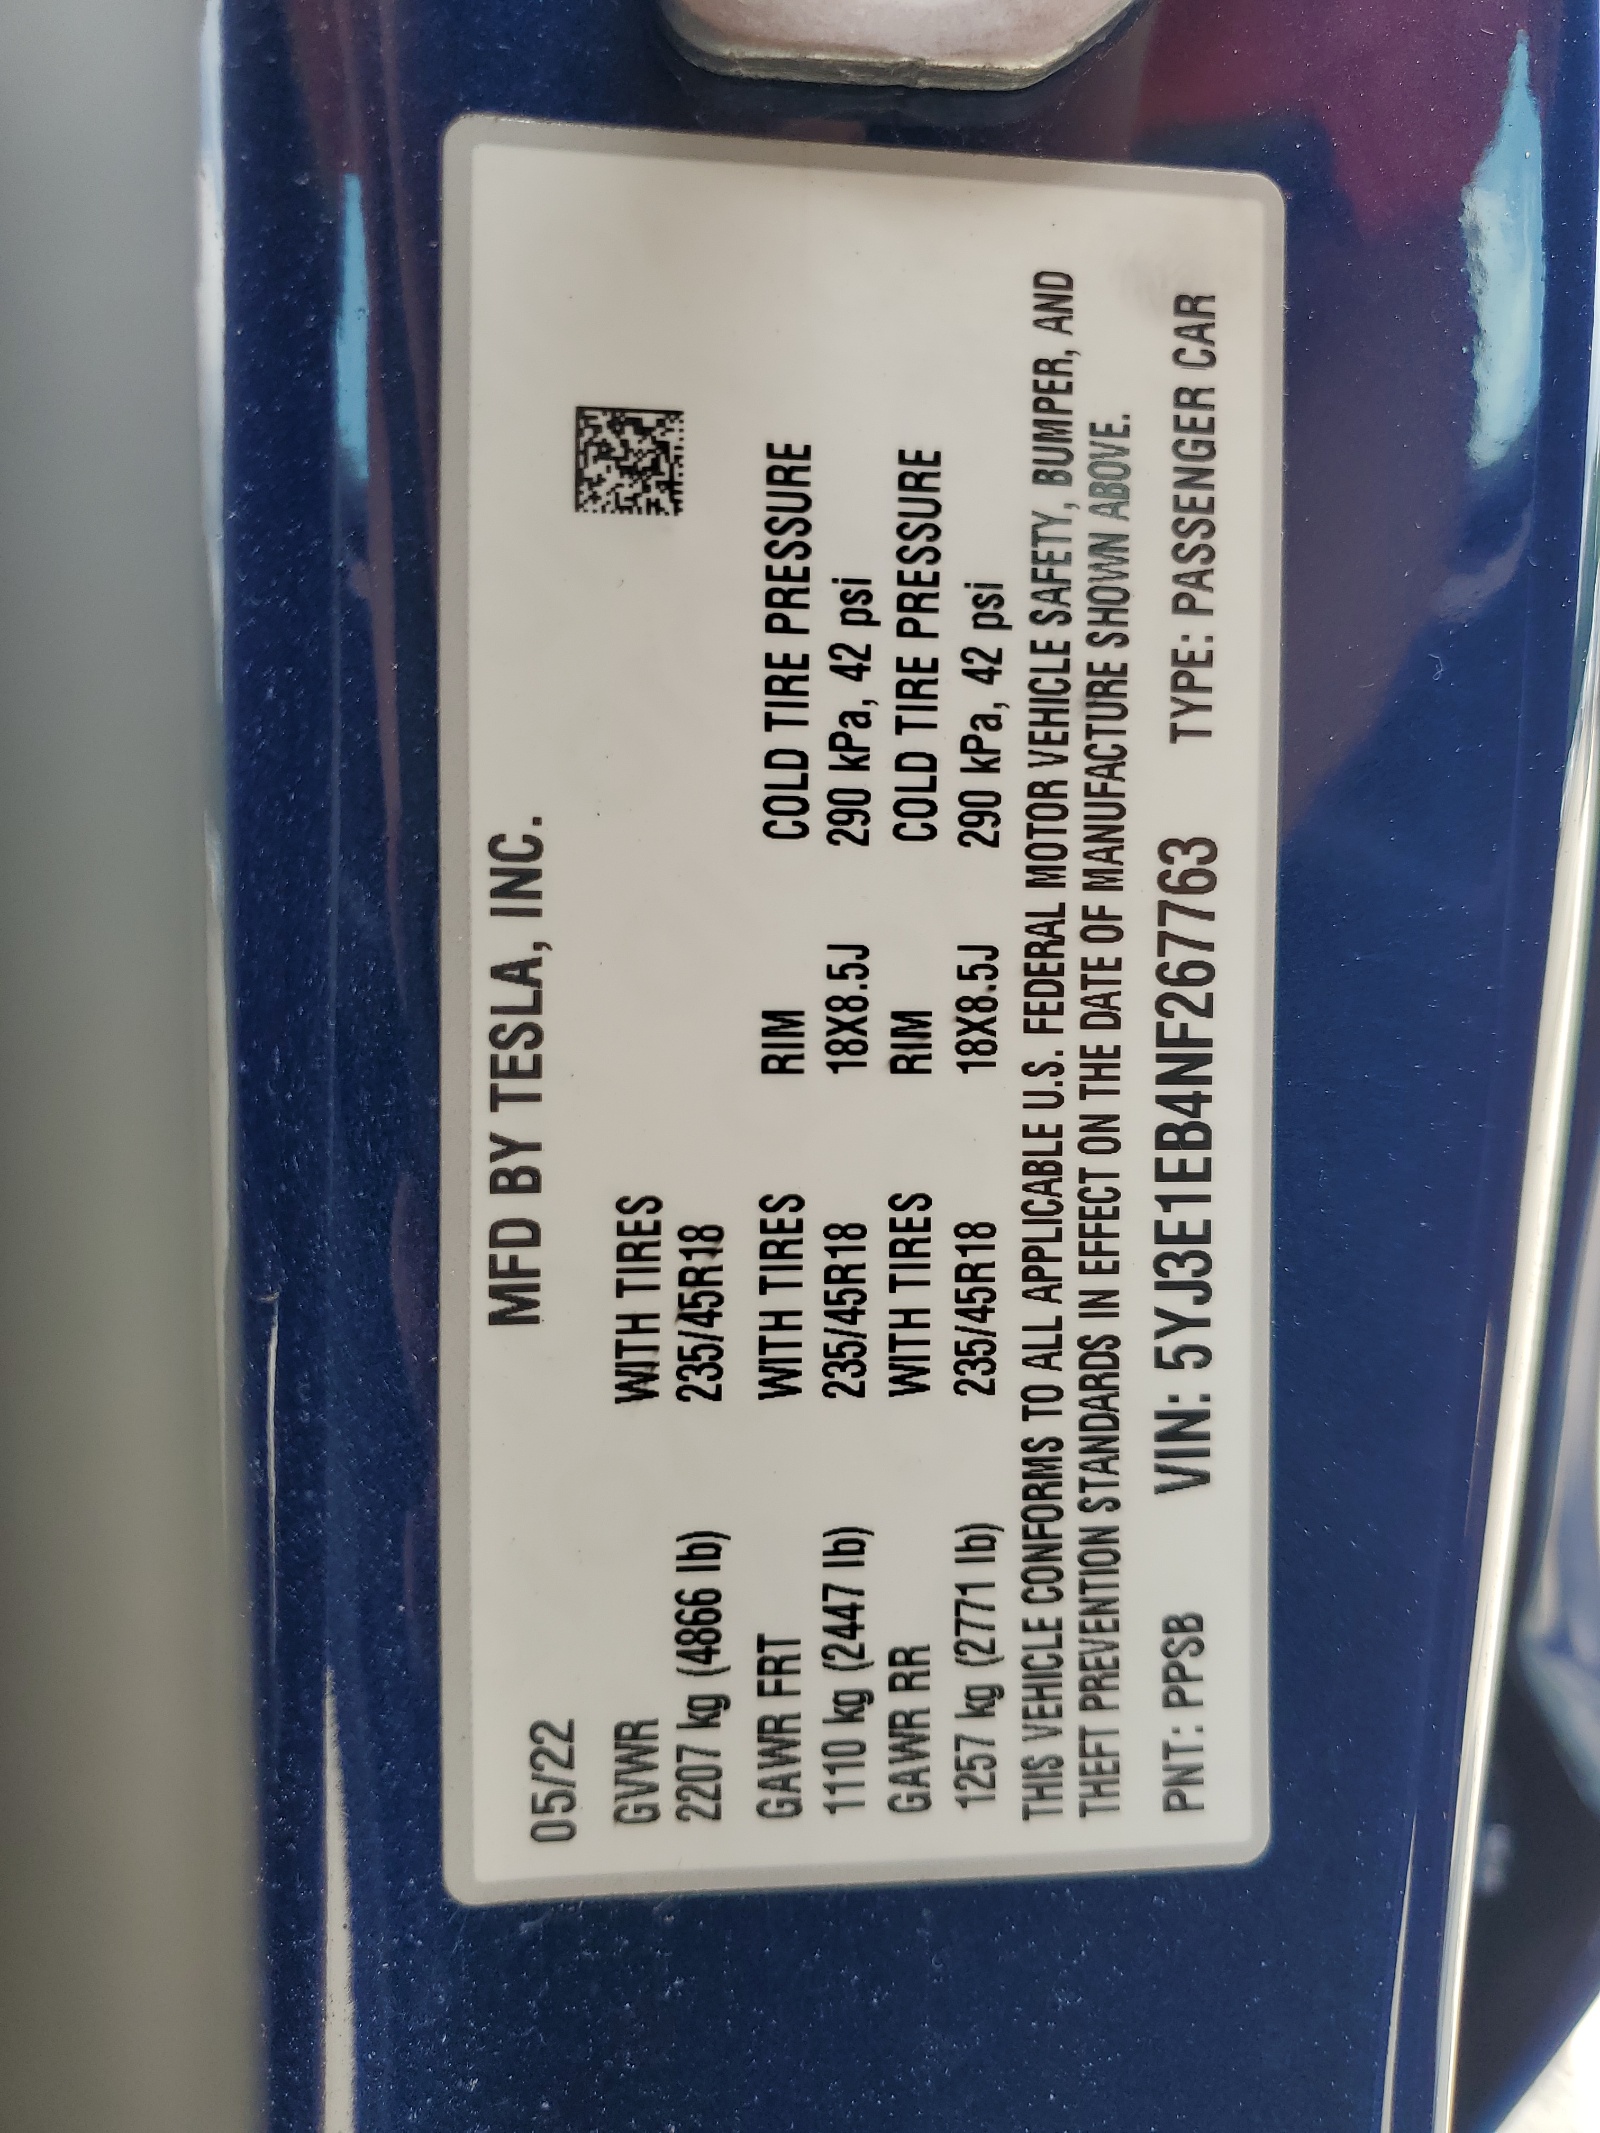 MFD BY TESLA, INC.
05/22
GVWR WITH TIRES
2207 kg (4866 lb) 235/45R18
GAWR FRT WITH TIRES RIM COLD TIRE PRESSURE
1110 kg (2447 lb) 235/45R18 18X8.5J 290 kPa, 42 psi
GAWR RR WITH TIRES RIM COLD TIRE PRESSURE
1257 kg (2771 lb) 235/45R18 18X8.5J 290 kPa, 42 psi
THIS VEHICLE CONFORMS TO ALL APPLICABLE U.S. FEDERAL MOTOR VEHICLE SAFETY, BUMPER, AND
THEFT PREVENTION STANDARDS IN EFFECT ON THE DATE OF MANUFACTURE SHOWN ABOVE.
PNT: PPSB VIN: 5YJ3E1EB4NF267763 TYPE: PASSENGER CAR